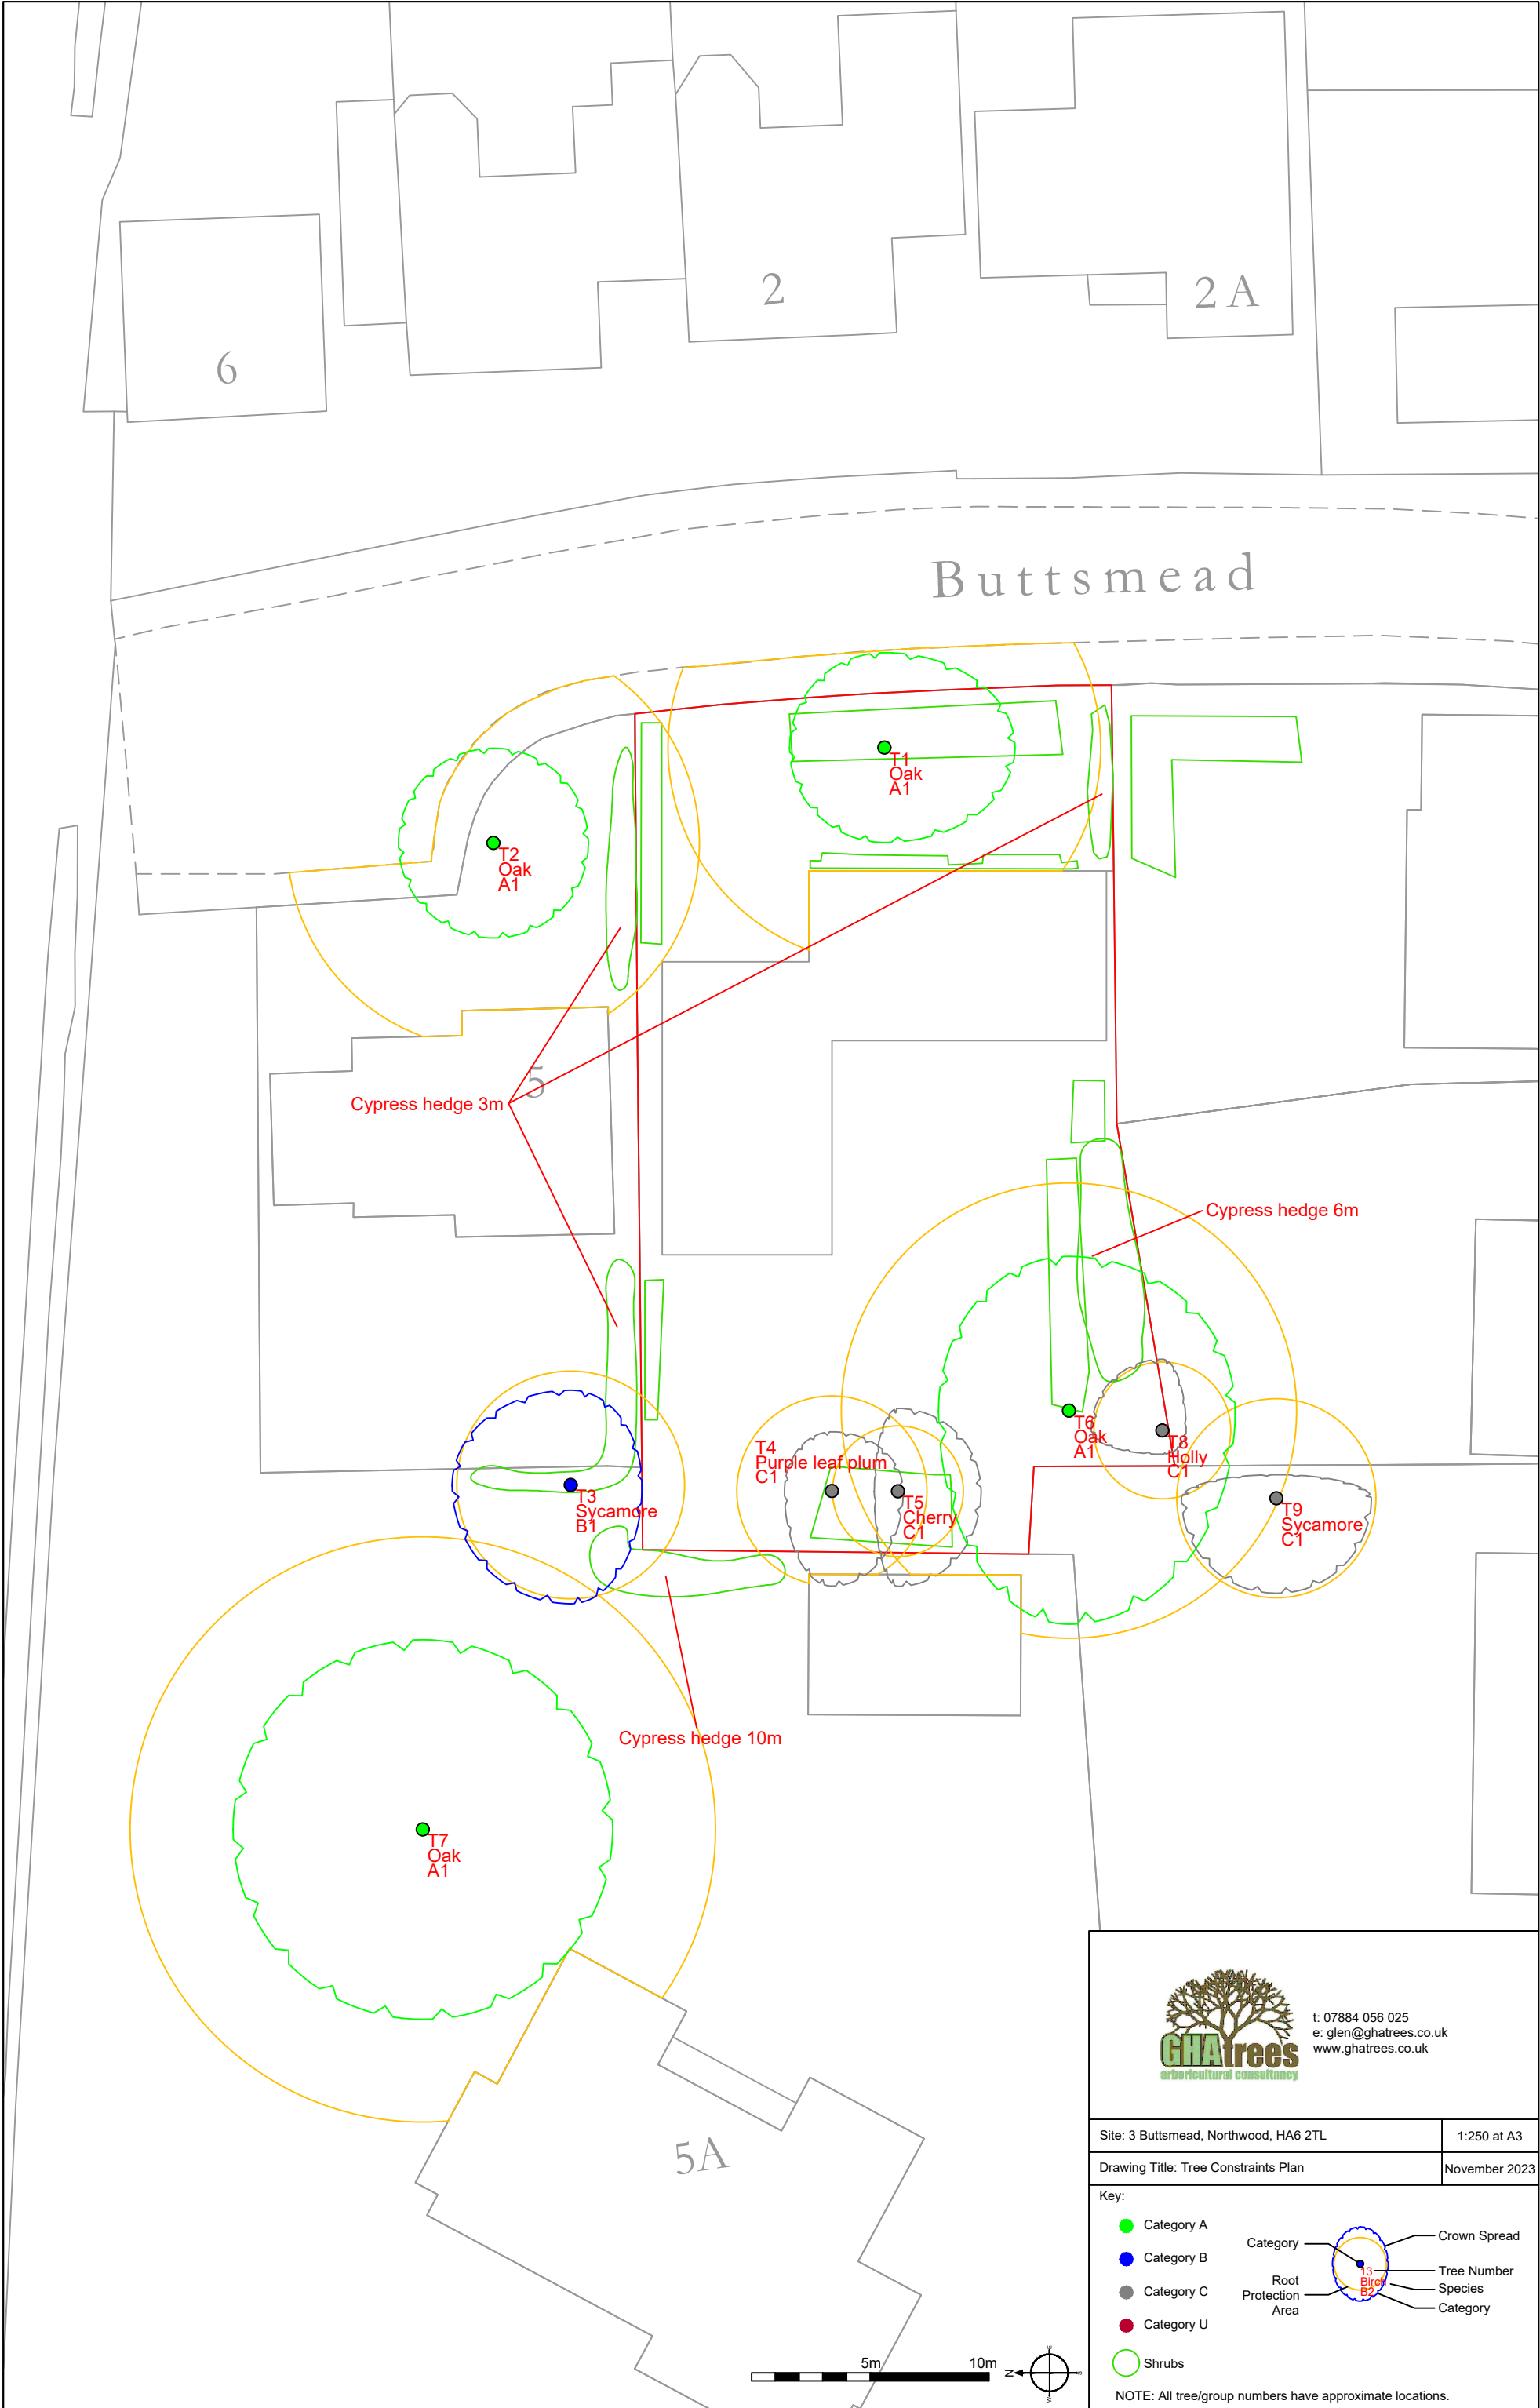 2
2 A
6
Buttsmead
T1
Oak
A1
T2
Oak
A1
5
Cypress hedge 3m
Cypress hedge 6m
T6
Oak
A1
T8
Holly
C1
T4
Purple leaf plum
C1
T3
Sycamore
B1
T5
Cherry
C1
T9
Sycamore
C1
Cypress hedge 10m
T7
Oak
A1
5A
GHAtrees
arboricultural consultancy
t: 07884 056 025
e: glen@ghatrees.co.uk
www.ghatrees.co.uk
Site: 3 Buttsmead, Northwood, HA6 2TL
1:250 at A3
Drawing Title: Tree Constraints Plan
November 2023
Key:
Category A
Category B
Category C
Category U
Shrubs
Category
Root
Protection
Area
13
Birch
B2
Crown Spread
Tree Number
Species
Category
5m
10m
N
NOTE: All tree/group numbers have approximate locations.